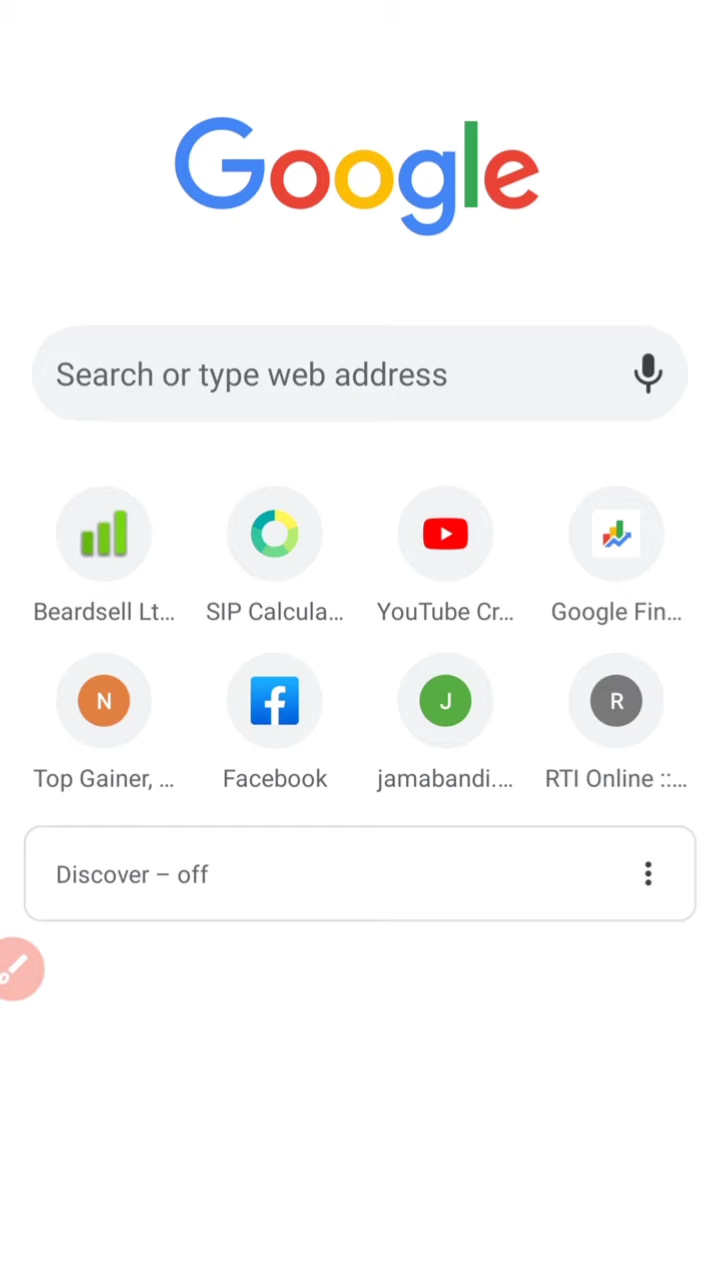 Google
Search or type web address
Beardsell Lt...
SIP Calcula...
YouTube Cr...
Google Fin...
N
J
R
Top Gainer, ...
Facebook
jamabandi....
RTI Online ::...
Discover – off